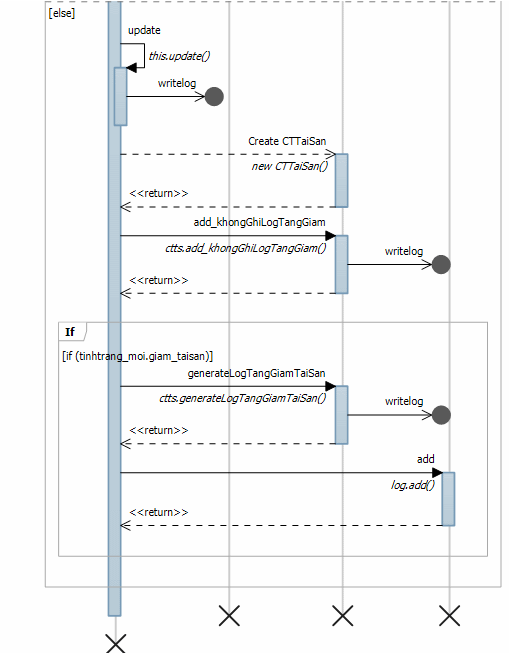 [else]
update
this.update()
writelog
Create CTTaiSan
new CTTaiSan()
<<return>>
add_khongGhiLogTangGiam
ctts.add_khongGhiLogTangGiam()
writelog
<<return>>
If
[if (tinhtrang_moi.giam_taisan)]
generateLogTangGiamTaiSan
ctts.generateLogTangGiamTaiSan()
writelog
<<return>>
add
log.add()
<<return>>